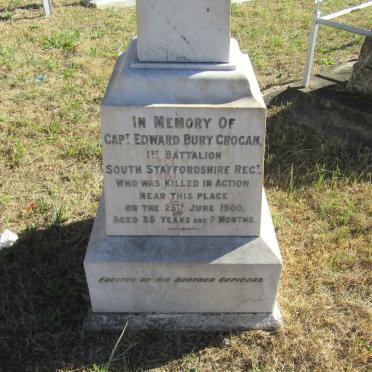 IN MEMORY OF
CAPT. EDWARD BURY GROGAN,
1ST BATTALION
SOUTH STAFFORDSHIRE REGT.
WHO WAS KILLED IN ACTION
NEAR THIS PLACE
ON THE 25TH JUNE 1900,
AGED 35 YEARS AND 7 MONTHS.
ERECTED BY HIS BROTHER OFFICERS.